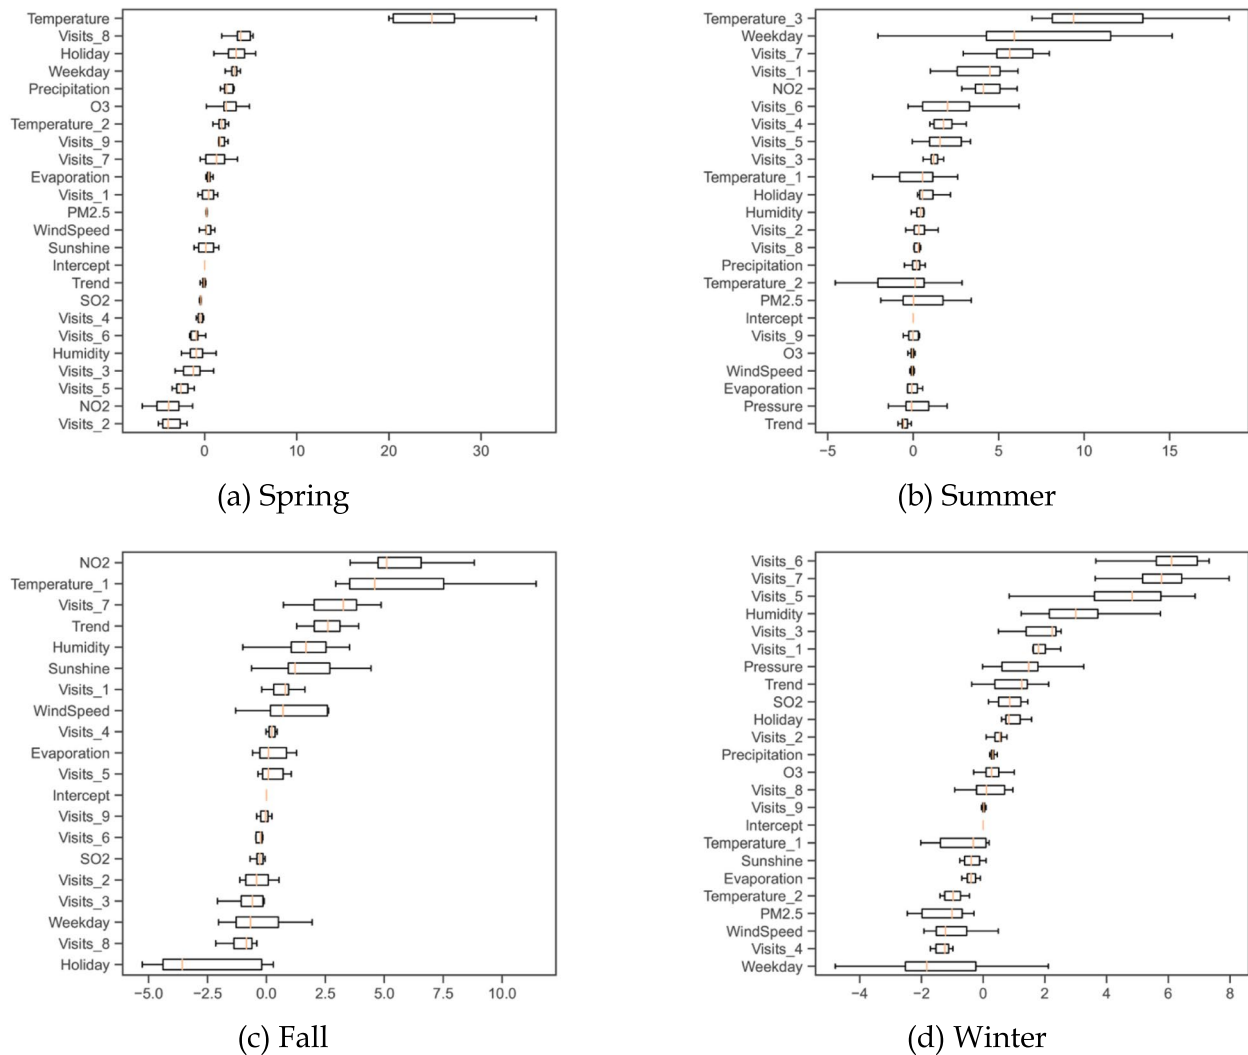 Temperature
Visits_8
Holiday
Weekday
Precipitation
O3
Temperature_2
Visits_9
Visits_7
Evaporation
Visits_1
PM2.5
WindSpeed
Sunshine
Intercept
Trend
SO2
Visits_4
Visits_6
Humidity
Visits_3
Visits_5
NO2
Visits_2
0 10 20 30
(a) Spring
Temperature_3
Weekday
Visits_7
Visits_1
NO2
Visits_6
Visits_4
Visits_5
Visits_3
Temperature_1
Holiday
Humidity
Visits_2
Visits_8
Precipitation
Temperature_2
PM2.5
Intercept
Visits_9
O3
WindSpeed
Evaporation
Pressure
Trend
−5 0 5 10 15
(b) Summer
NO2
Temperature_1
Visits_7
Trend
Humidity
Sunshine
Visits_1
WindSpeed
Visits_4
Evaporation
Visits_5
Intercept
Visits_9
Visits_6
SO2
Visits_2
Visits_3
Weekday
Visits_8
Holiday
−5.0 −2.5 0.0 2.5 5.0 7.5 10.0
(c) Fall
Visits_6
Visits_7
Visits_5
Humidity
Visits_3
Visits_1
Pressure
Trend
SO2
Holiday
Visits_2
Precipitation
O3
Visits_8
Visits_9
Intercept
Temperature_1
Sunshine
Evaporation
Temperature_2
PM2.5
WindSpeed
Visits_4
Weekday
−4 −2 0 2 4 6 8
(d) Winter